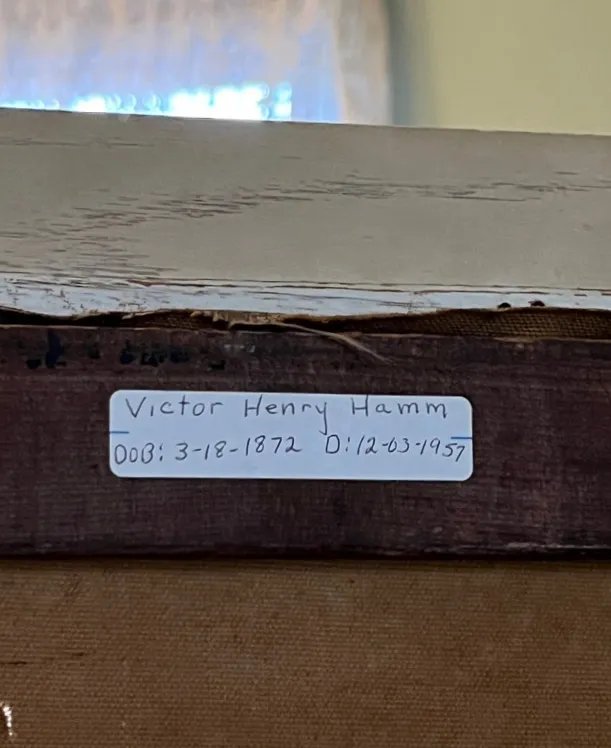 Victor Henry Hamm
DOB: 3-18-1872 D: 12-03-1957